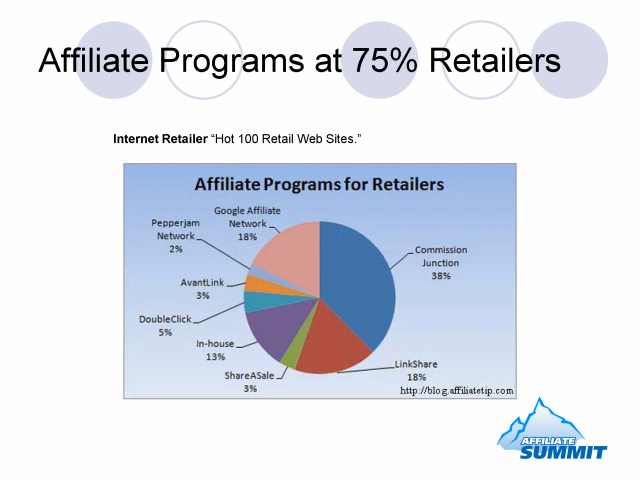 Affiliate Programs at 75% Retailers
Internet Retailer “Hot 100 Retail Web Sites.”
Affiliate Programs for Retailers
Google Affiliate
Network
18%
Pepperjam
Network
2%
Commission
Junction
38%
AvantLink
3%
DoubleClick
5%
In-house
13%
ShareASale
3%
LinkShare
18%
http://blog.affiliatetip.com
AFFILIATE
SUMMIT